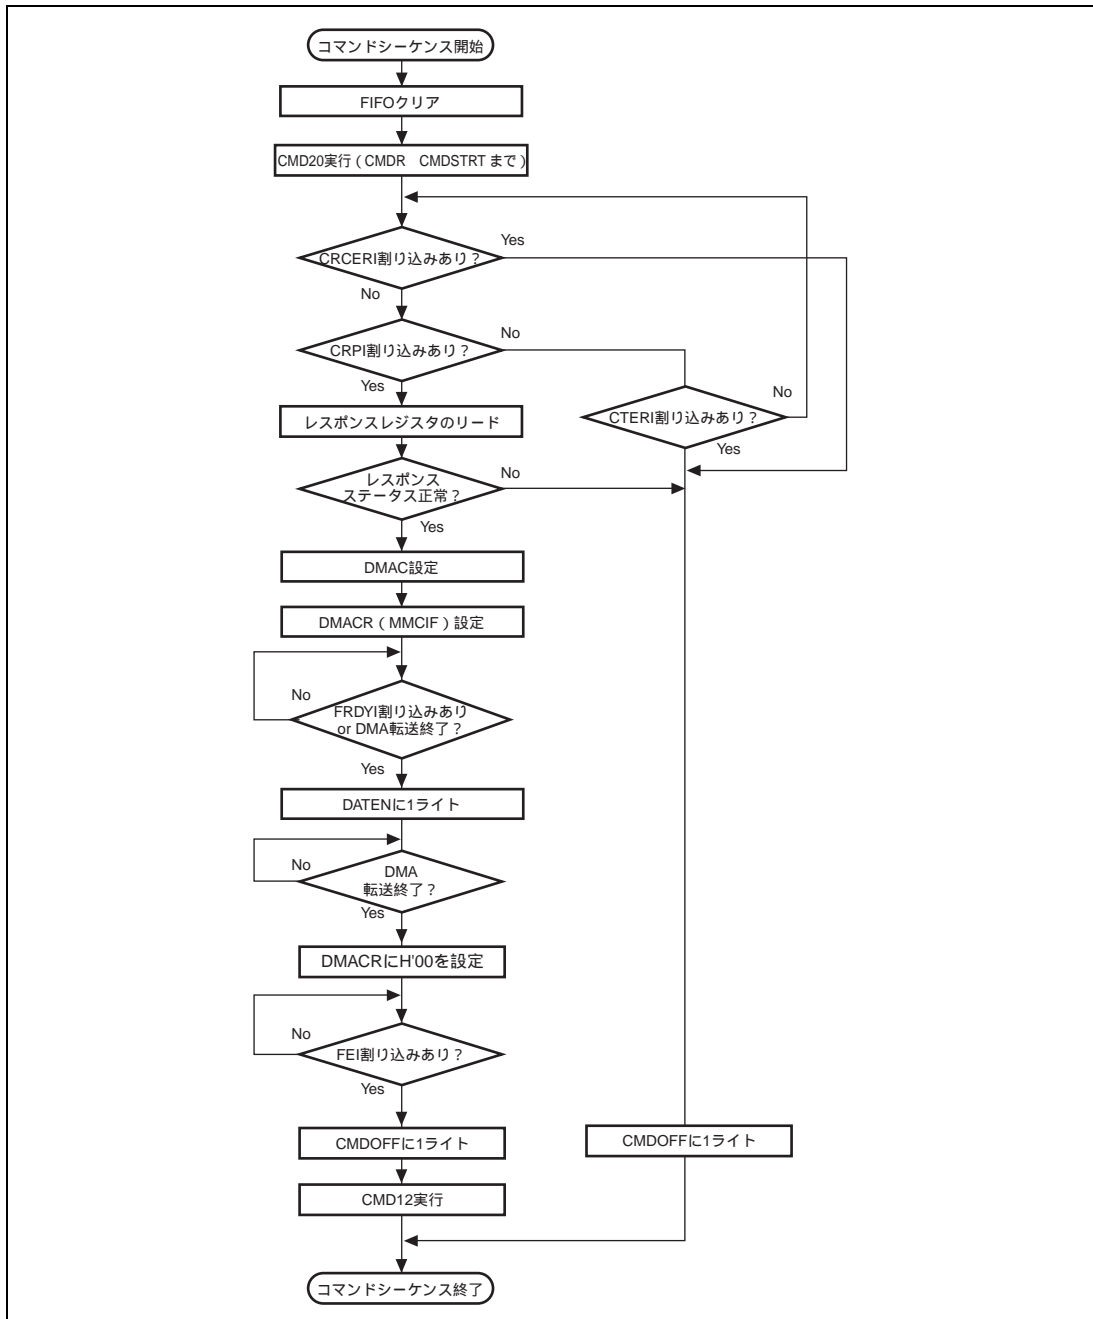 コマンドシーケンス開始
FIFOクリア
CMD20実行 ( CMDR　CMDSTRT まで )
CRCERI割り込みあり ?
Yes
No
CRPI割り込みあり ?
No
Yes
CTERI割り込みあり ?
No
Yes
レスポンスレジスタのリード
レスポンス
ステータス正常 ?
No
Yes
DMAC設定
DMACR ( MMCIF ) 設定
FRDYI割り込みあり
or DMA転送終了 ?
No
Yes
DATENに1ライト
DMA
転送終了 ?
No
Yes
DMACRにH'00を設定
FEI割り込みあり ?
No
Yes
CMDOFFに1ライト
CMDOFFに1ライト
CMD12実行
コマンドシーケンス終了